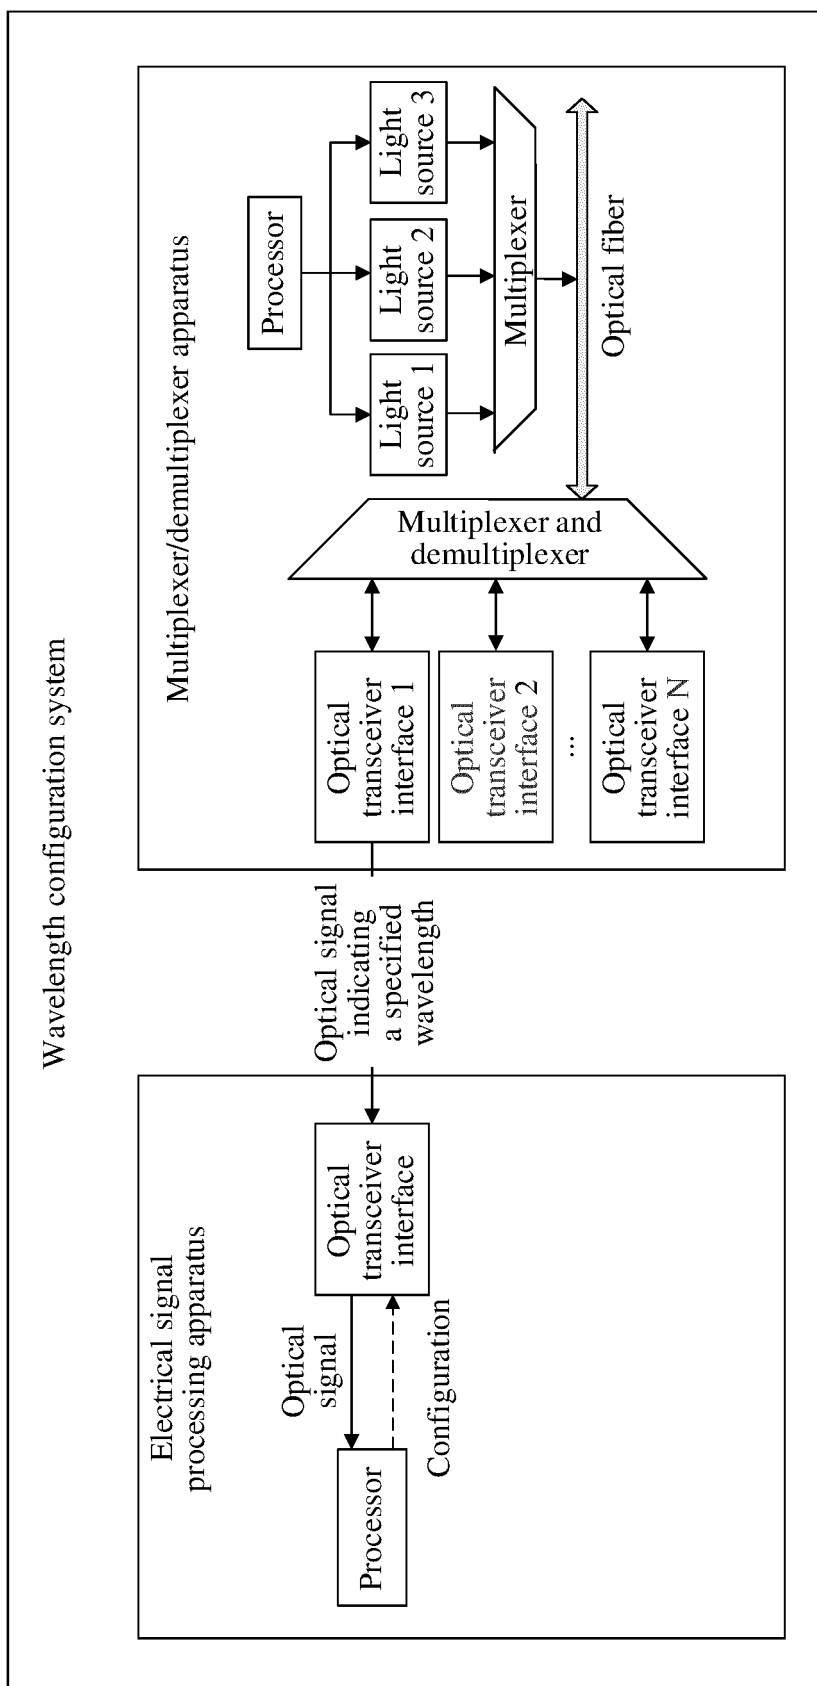 Wavelength configuration system
Electrical signal
processing apparatus
Processor
Optical
signal
Configuration
Optical
transceiver
interface
Optical signal
indicating
a specified
wavelength
Multiplexer/demultiplexer apparatus
Optical
transceiver
interface 1
Optical
transceiver
interface 2
...
Optical
transceiver
interface N
Multiplexer and
demultiplexer
Processor
Light
source 1
Light
source 2
Light
source 3
Multiplexer
Optical fiber